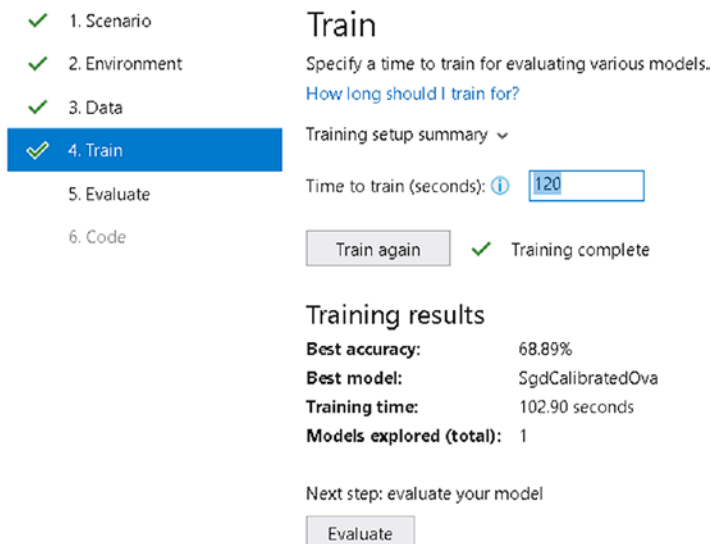 1. Scenario
2. Environment
3. Data
4. Train
5. Evaluate
6. Code
Train
Specify a time to train for evaluating various models.
How long should I train for?
Training setup summary
Time to train (seconds): 120
Train again Training complete
Training results
Best accuracy: 68.89%
Best model: SgdCalibratedOva
Training time: 102.90 seconds
Models explored (total): 1
Next step: evaluate your model
Evaluate